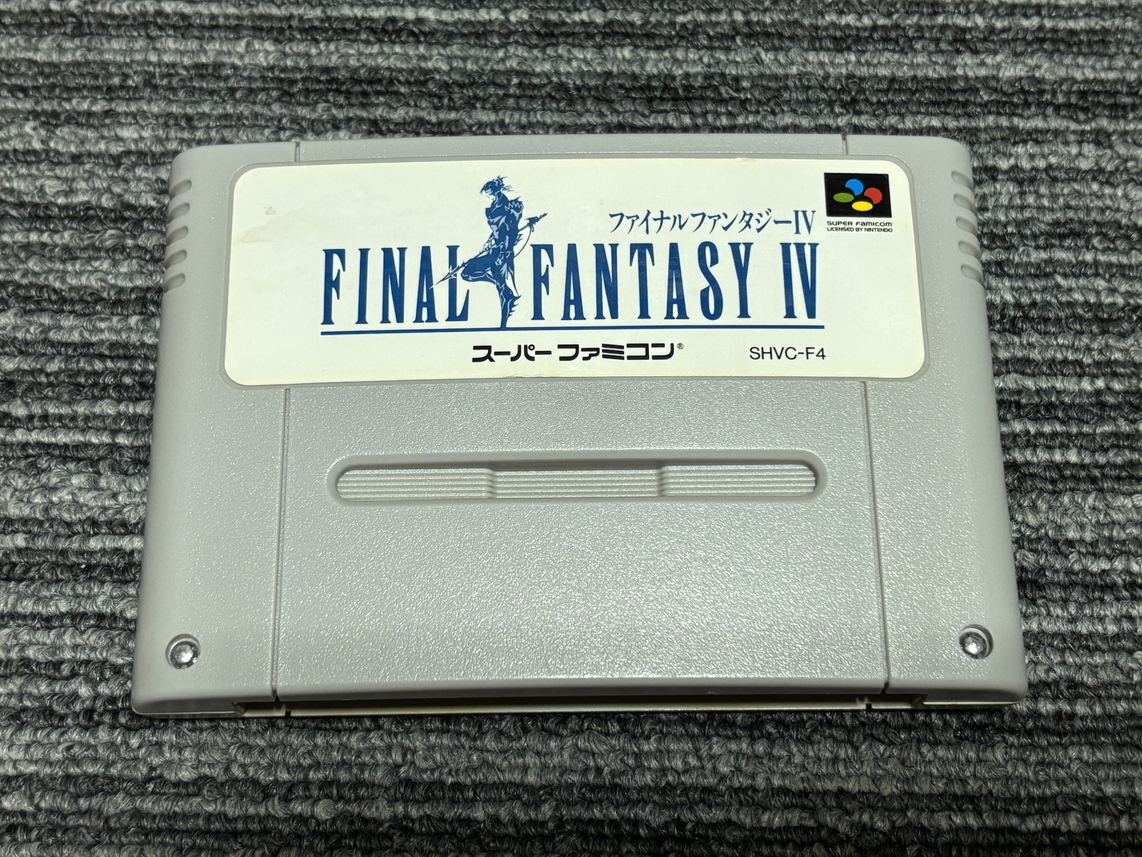 ファイナルファンタジーIV
SUPER FAMICOM
LICENSED BY NINTENDO
FINAL FANTASY IV
スーパーファミコン®
SHVC-F4